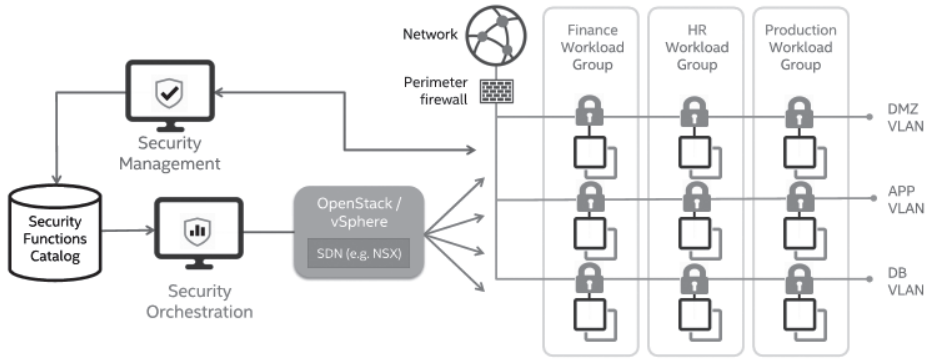 Network
Perimeter
firewall
Finance
Workload
Group
HR
Workload
Group
Production
Workload
Group
DMZ
VLAN
Security
Management
APP
VLAN
Security
Functions
Catalog
OpenStack /
vSphere
SDN (e.g. NSX)
Security
Orchestration
DB
VLAN